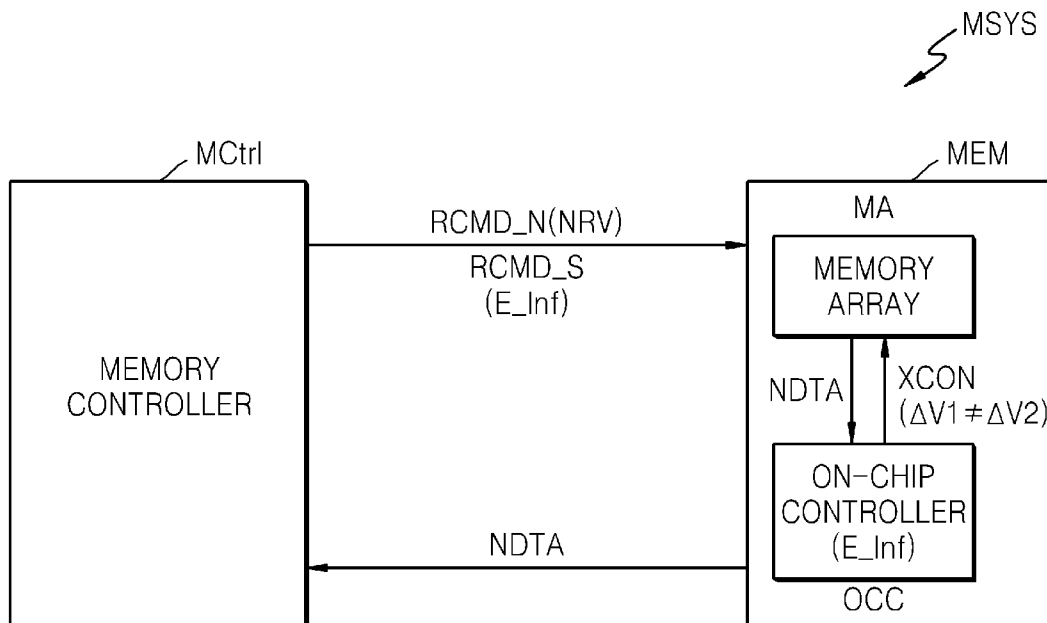 MSYS
MCtrl
MEM
MEMORY
CONTROLLER
RCMD_N(NRV)
RCMD_S
(E_Inf)
NDTA
MA
MEMORY
ARRAY
NDTA
XCON
(ΔV1≠ΔV2)
ON-CHIP
CONTROLLER
(E_Inf)
OCC